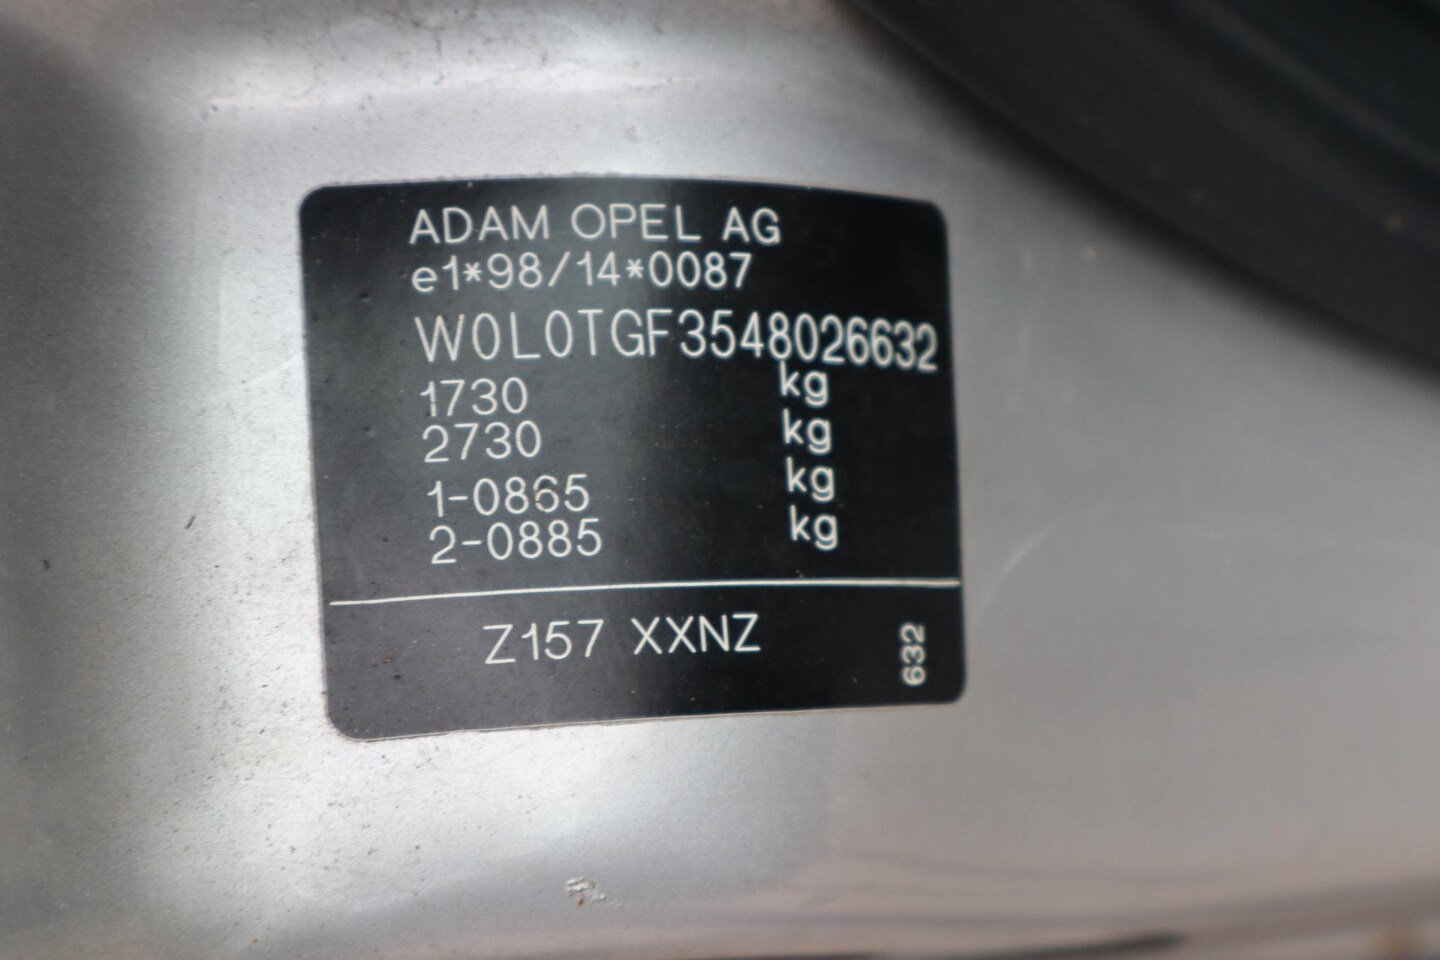 ADAM OPEL AG
e1*98/14*0087
W0L0TGF3548026632
1730 kg
2730 kg
1-0865 kg
2-0885 kg
Z157 XXNZ
632